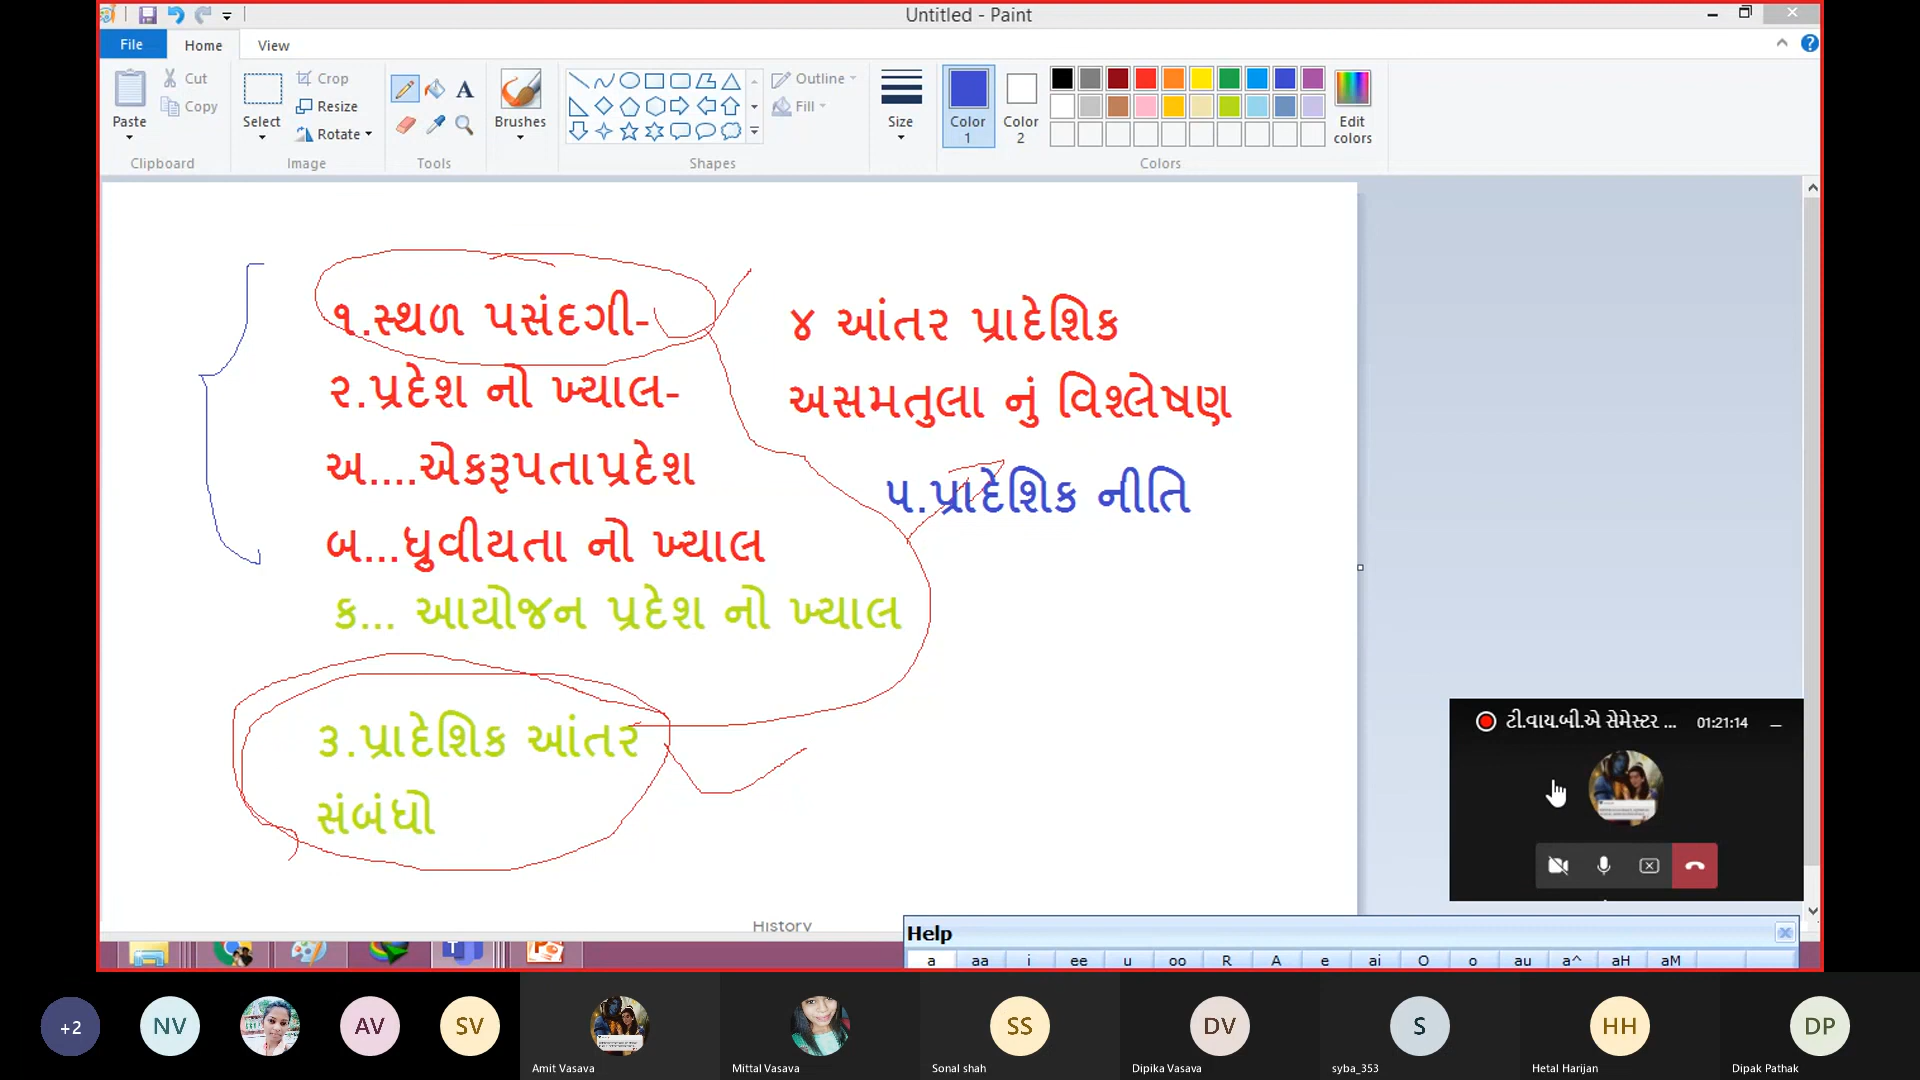 Untitled - Paint
File Home View
Paste Cut Copy Clipboard
Select Crop Resize Rotate Image
Tools
Brushes
Outline Fill Shapes
Size
Color 1 Color 2 Edit colors Colors
૧.સ્થળ પસંદગી-
૨.પ્રદેશ નો ખ્યાલ-
અ....એકરૂપતાપ્રદેશ
બ...ધ્રુવીયતા નો ખ્યાલ
ક... આયોજન પ્રદેશ નો ખ્યાલ
૩.પ્રાદેશિક આંતર
સંબંધો
૪ આંતર પ્રાદેશિક
અસમતુલા નું વિશ્લેષણ
૫.પ્રાદેશિક નીતિ
ટી.વાય.બી.એ સેમેસ્ટર ... 01:21:14
History
Help
a aa i ee u oo R A e ai O o au a^ aH aM
+2 NV AV SV SS DV S HH DP
Amit Vasava Mittal Vasava Sonal shah Dipika Vasava syba_353 Hetal Harijan Dipak Pathak